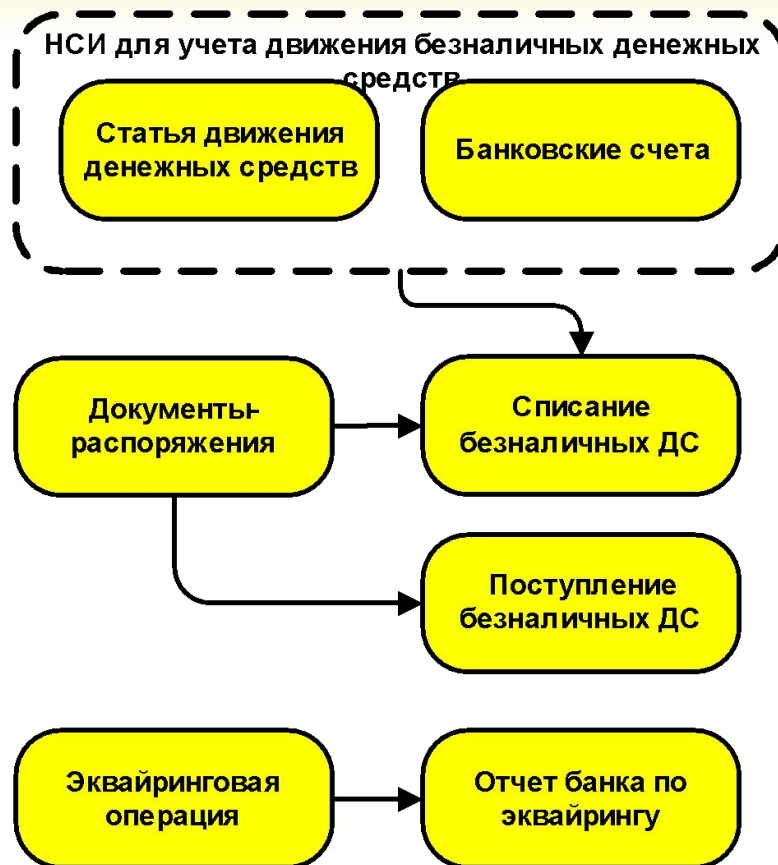 НСИ для учета движения безналичных денежных
средств
Статья движения
денежных средств
Банковские счета
Документы-
распоряжения
Списание
безналичных ДС
Поступление
безналичных ДС
Эквайринговая
операция
Отчет банка по
эквайрингу